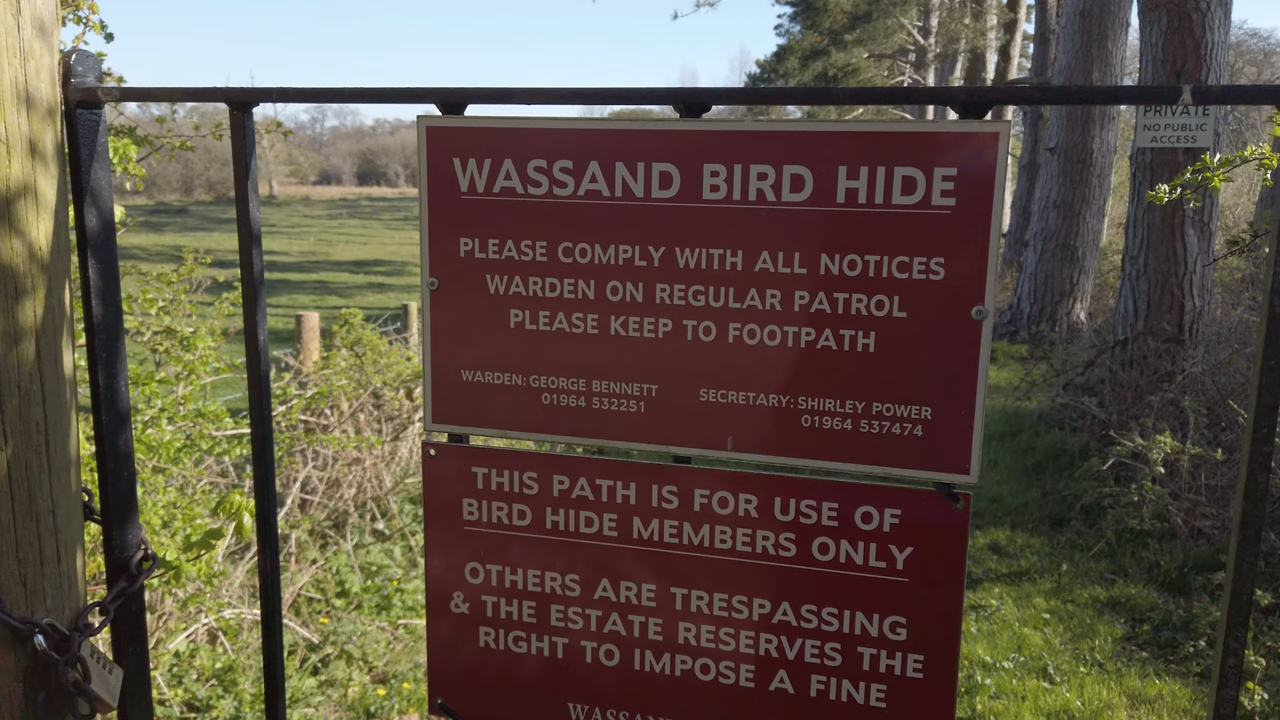 PRIVATE
NO PUBLIC
ACCESS
WASSAND BIRD HIDE
PLEASE COMPLY WITH ALL NOTICES
WARDEN ON REGULAR PATROL
PLEASE KEEP TO FOOTPATH
WARDEN: GEORGE BENNETT
01964 532251
SECRETARY: SHIRLEY POWER
01964 537474
THIS PATH IS FOR USE OF
BIRD HIDE MEMBERS ONLY
OTHERS ARE TRESPASSING
& THE ESTATE RESERVES THE
RIGHT TO IMPOSE A FINE